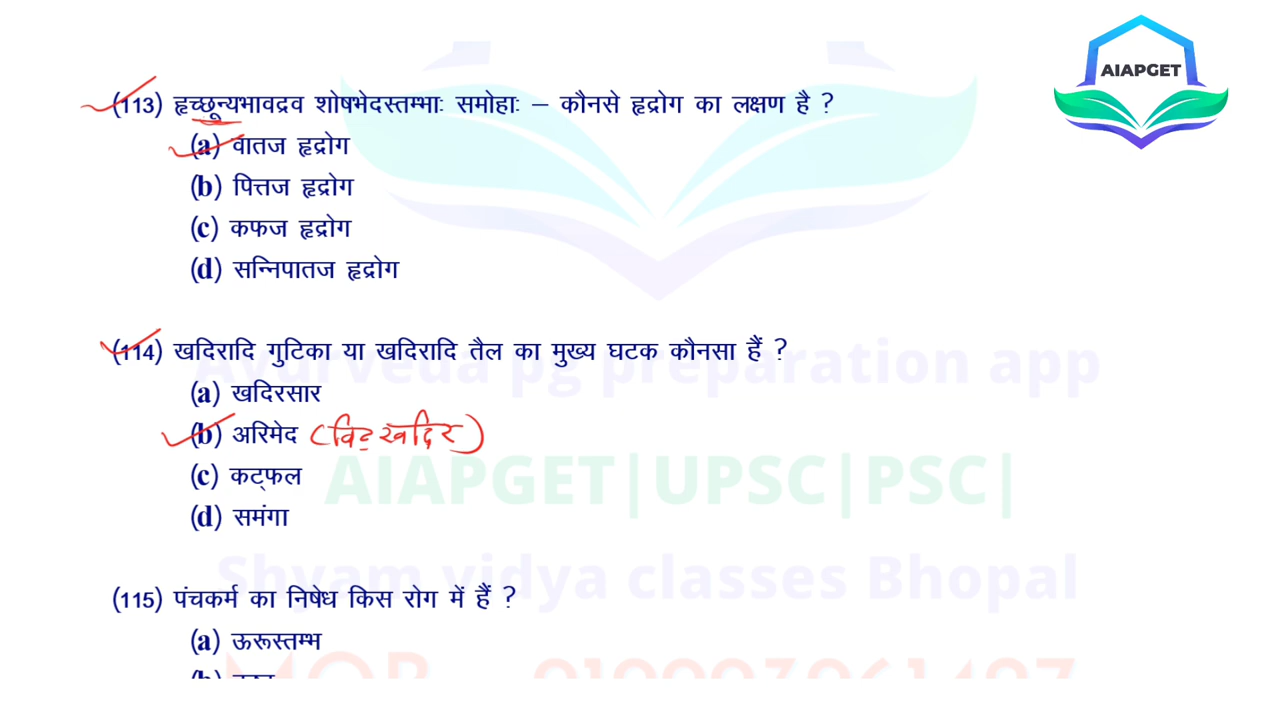 AIAPGET
(113) हृच्छून्यभावद्रव शोषभेदस्तम्भाः समोहाः – कौनसे हृद्रोग का लक्षण है ?
(a) वातज हृद्रोग
(b) पित्तज हृद्रोग
(c) कफज हृद्रोग
(d) सन्निपातज हृद्रोग
(114) खदिरादि गुटिका या खदिरादि तैल का मुख्य घटक कौनसा हैं ?
Ayurveda pg preparation app
(a) खदिरसार
(b) अरिमेद (विट्खदिर)
(c) कट्फल
AIAPGET|UPSC|PSC|
(d) समंगा
Shyam vidya classes Bhopal
(115) पंचकर्म का निषेध किस रोग में हैं ?
(a) ऊरूस्तम्भ